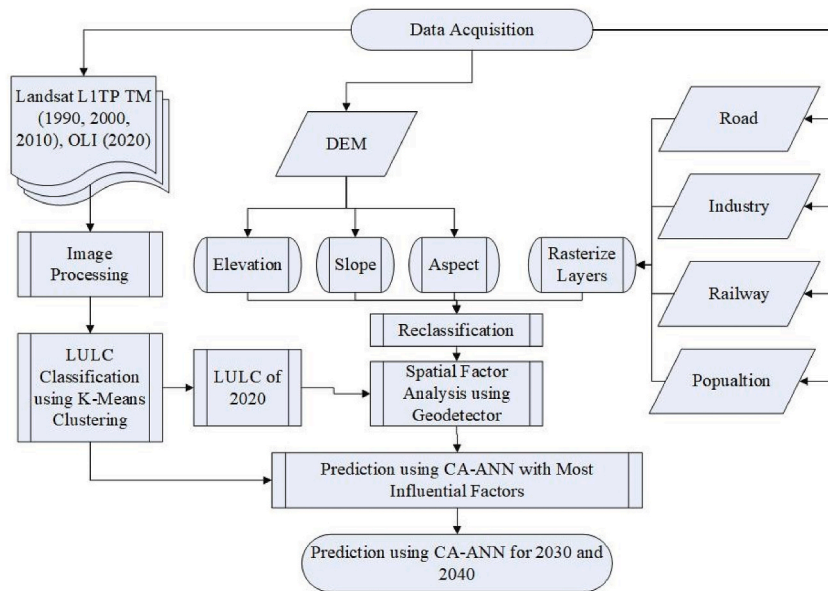 Data Acquisition
Landsat L1TP TM
(1990, 2000,
2010), OLI (2020)
DEM
Road
Industry
Railway
Popualtion
Elevation
Slope
Aspect
Rasterize
Layers
Image
Processing
Reclassification
LULC
Classification
using K-Means
Clustering
LULC of
2020
Spatial Factor
Analysis using
Geodetector
Prediction using CA-ANN with Most
Influential Factors
Prediction using CA-ANN for 2030 and
2040